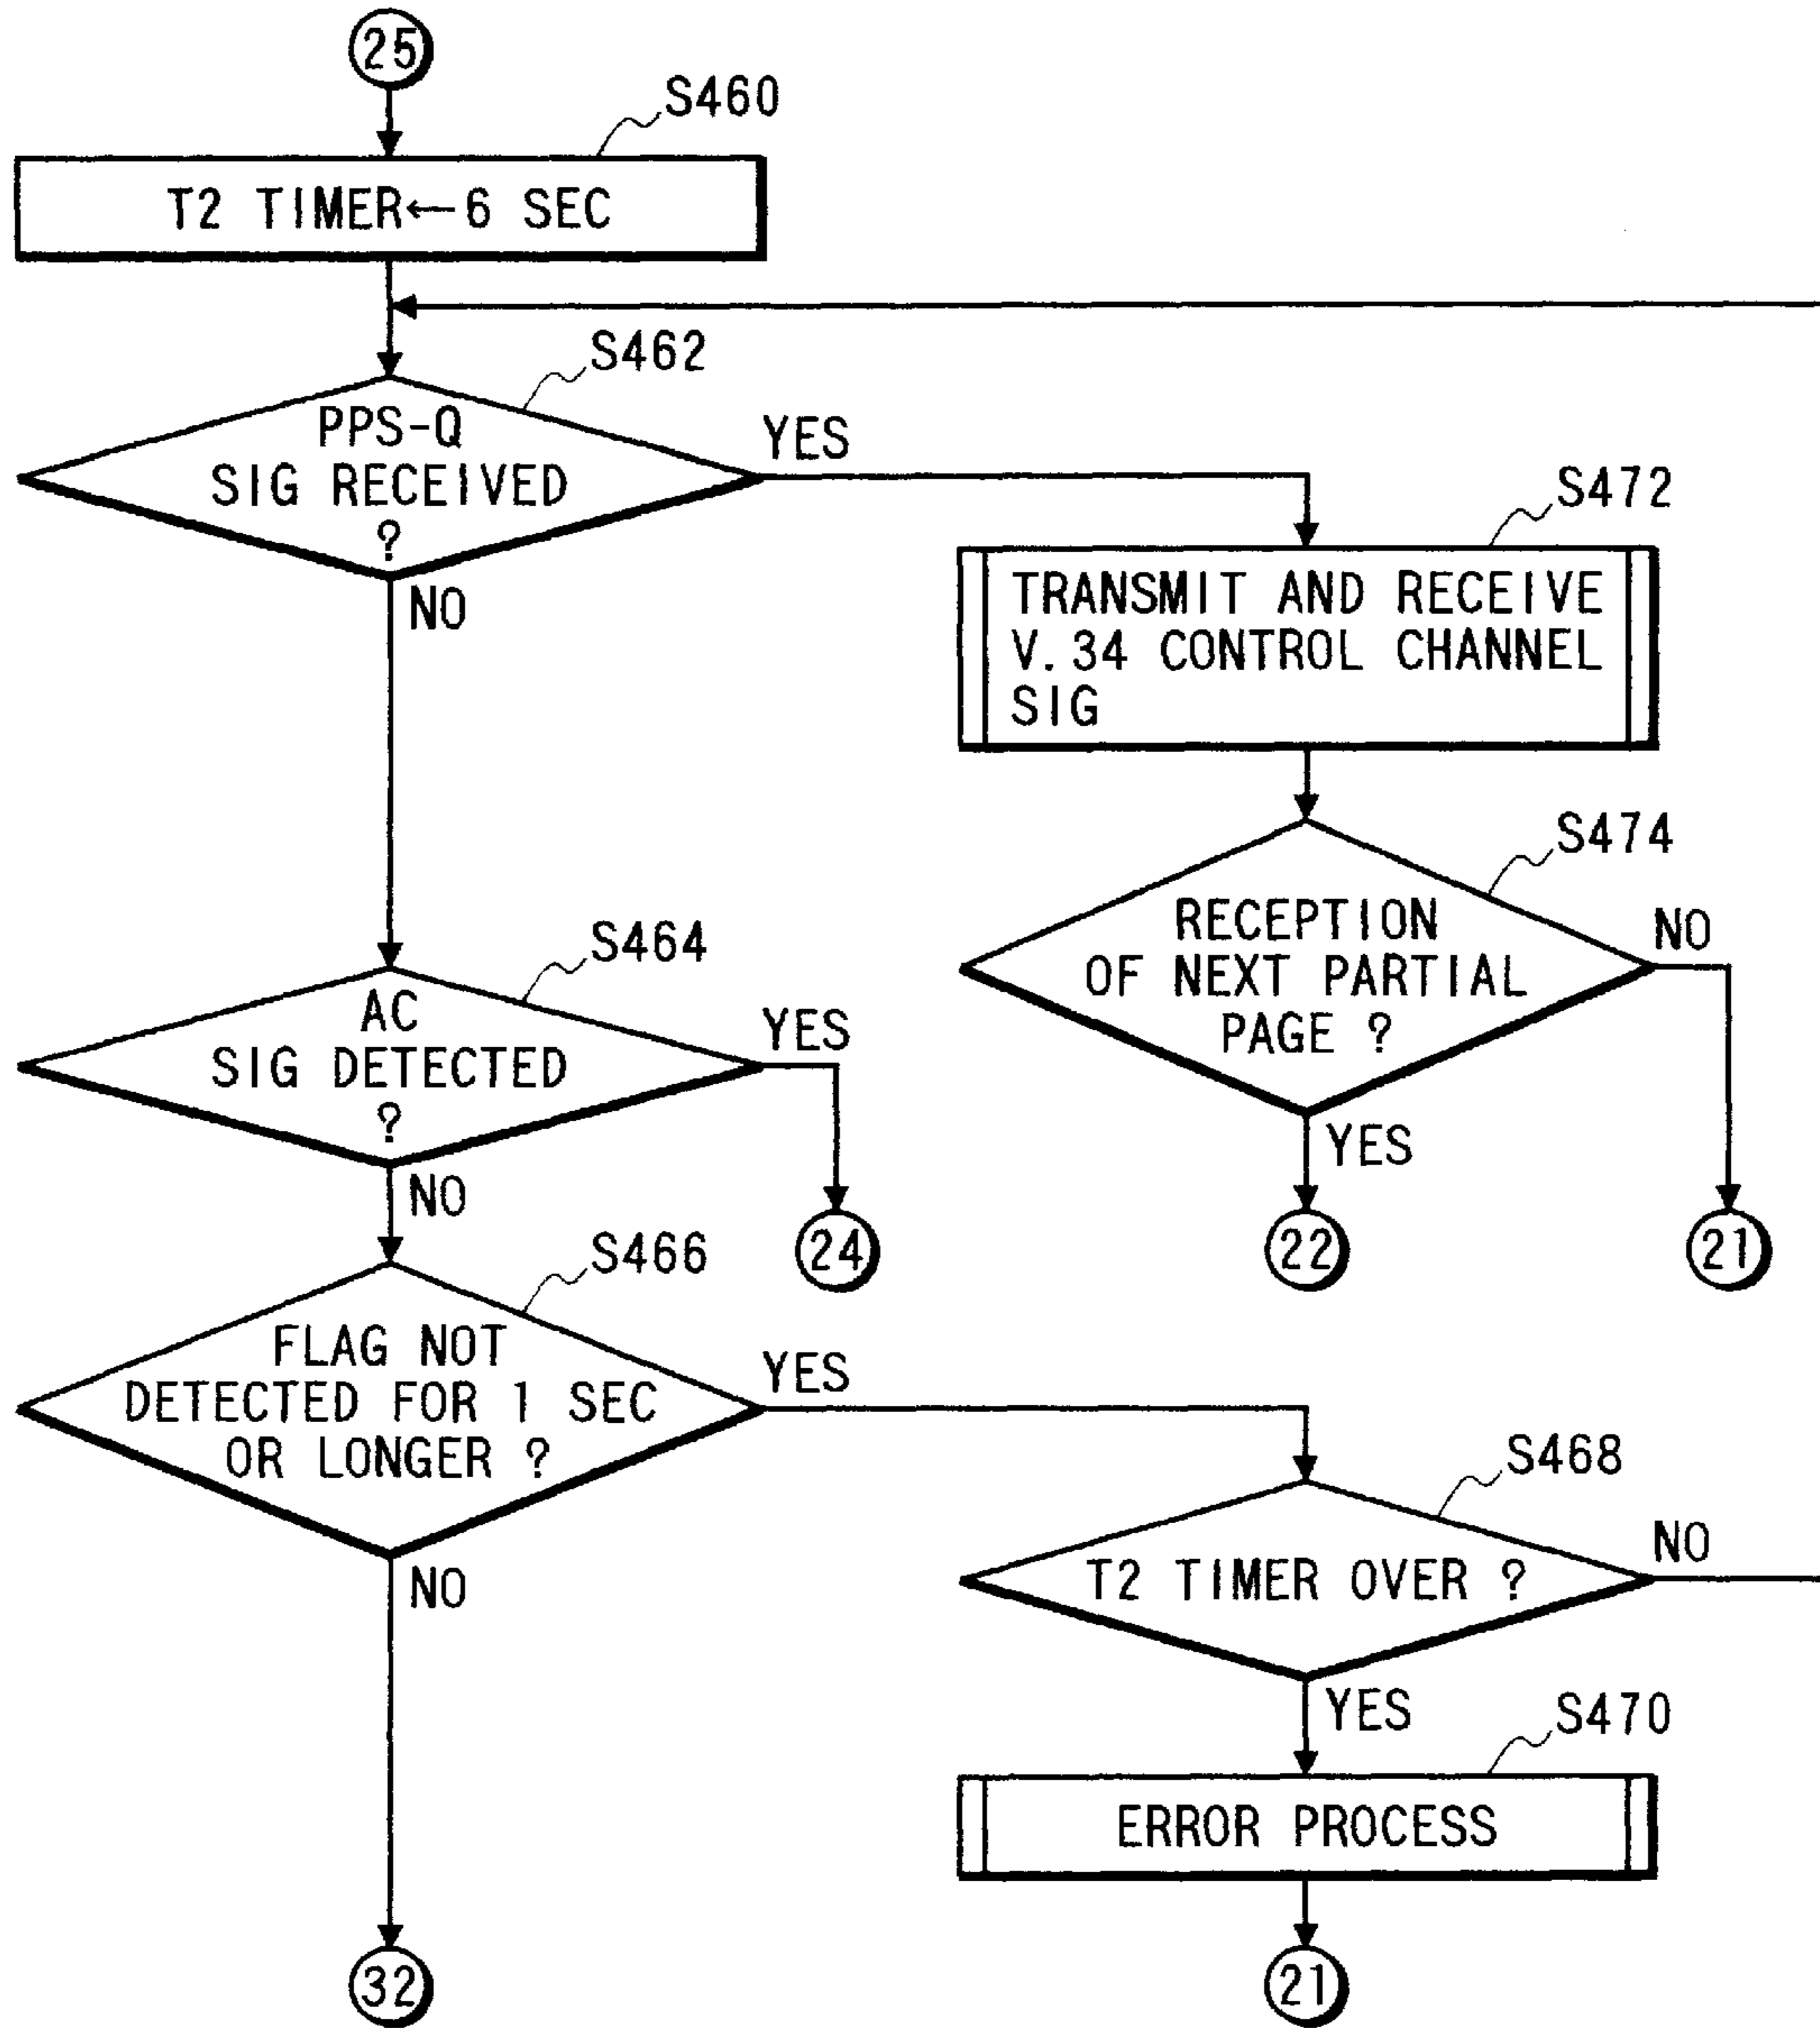 25
S460
T2 TIMER←6 SEC
S462
PPS-Q
SIG RECEIVED
?
YES
NO
S472
TRANSMIT AND RECEIVE
V.34 CONTROL CHANNEL
SIG
S474
RECEPTION
OF NEXT PARTIAL
PAGE ?
NO
YES
22
21
S464
AC
SIG DETECTED
?
YES
NO
24
S466
FLAG NOT
DETECTED FOR 1 SEC
OR LONGER ?
YES
NO
S468
T2 TIMER OVER ?
NO
YES
S470
ERROR PROCESS
32
21